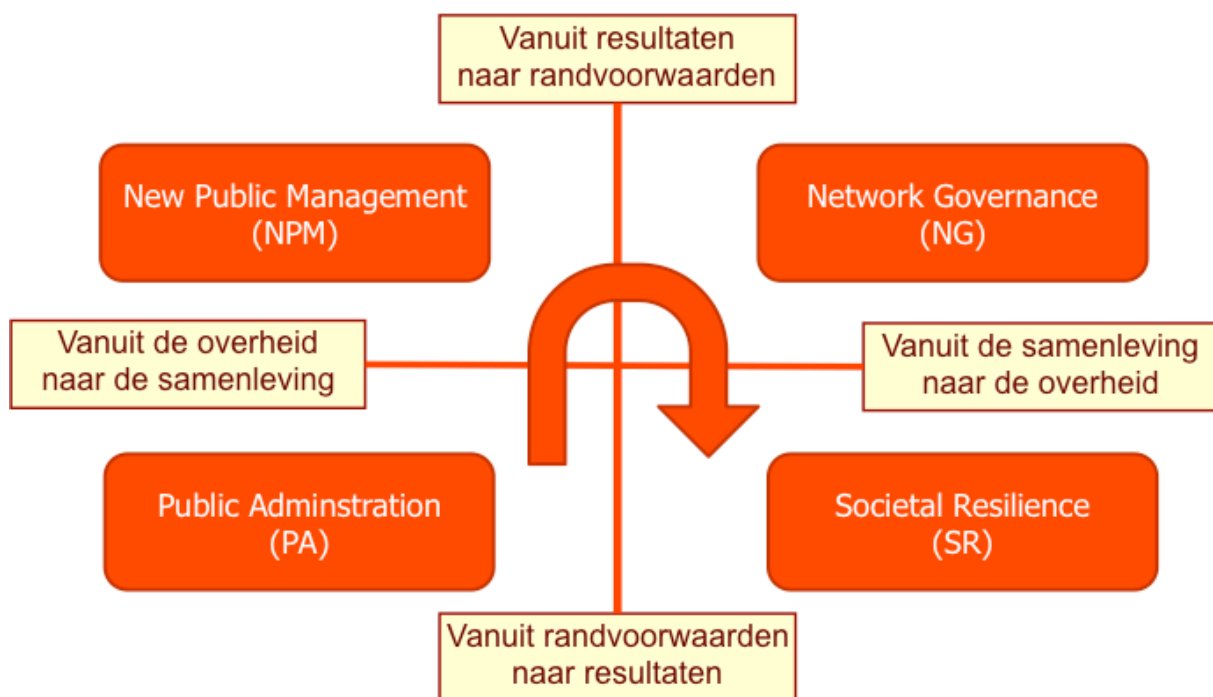 Vanuit resultaten
naar randvoorwaarden
New Public Management
(NPM)
Network Governance
(NG)
Vanuit de overheid
naar de samenleving
Vanuit de samenleving
naar de overheid
Public Adminstration
(PA)
Societal Resilience
(SR)
Vanuit randvoorwaarden
naar resultaten